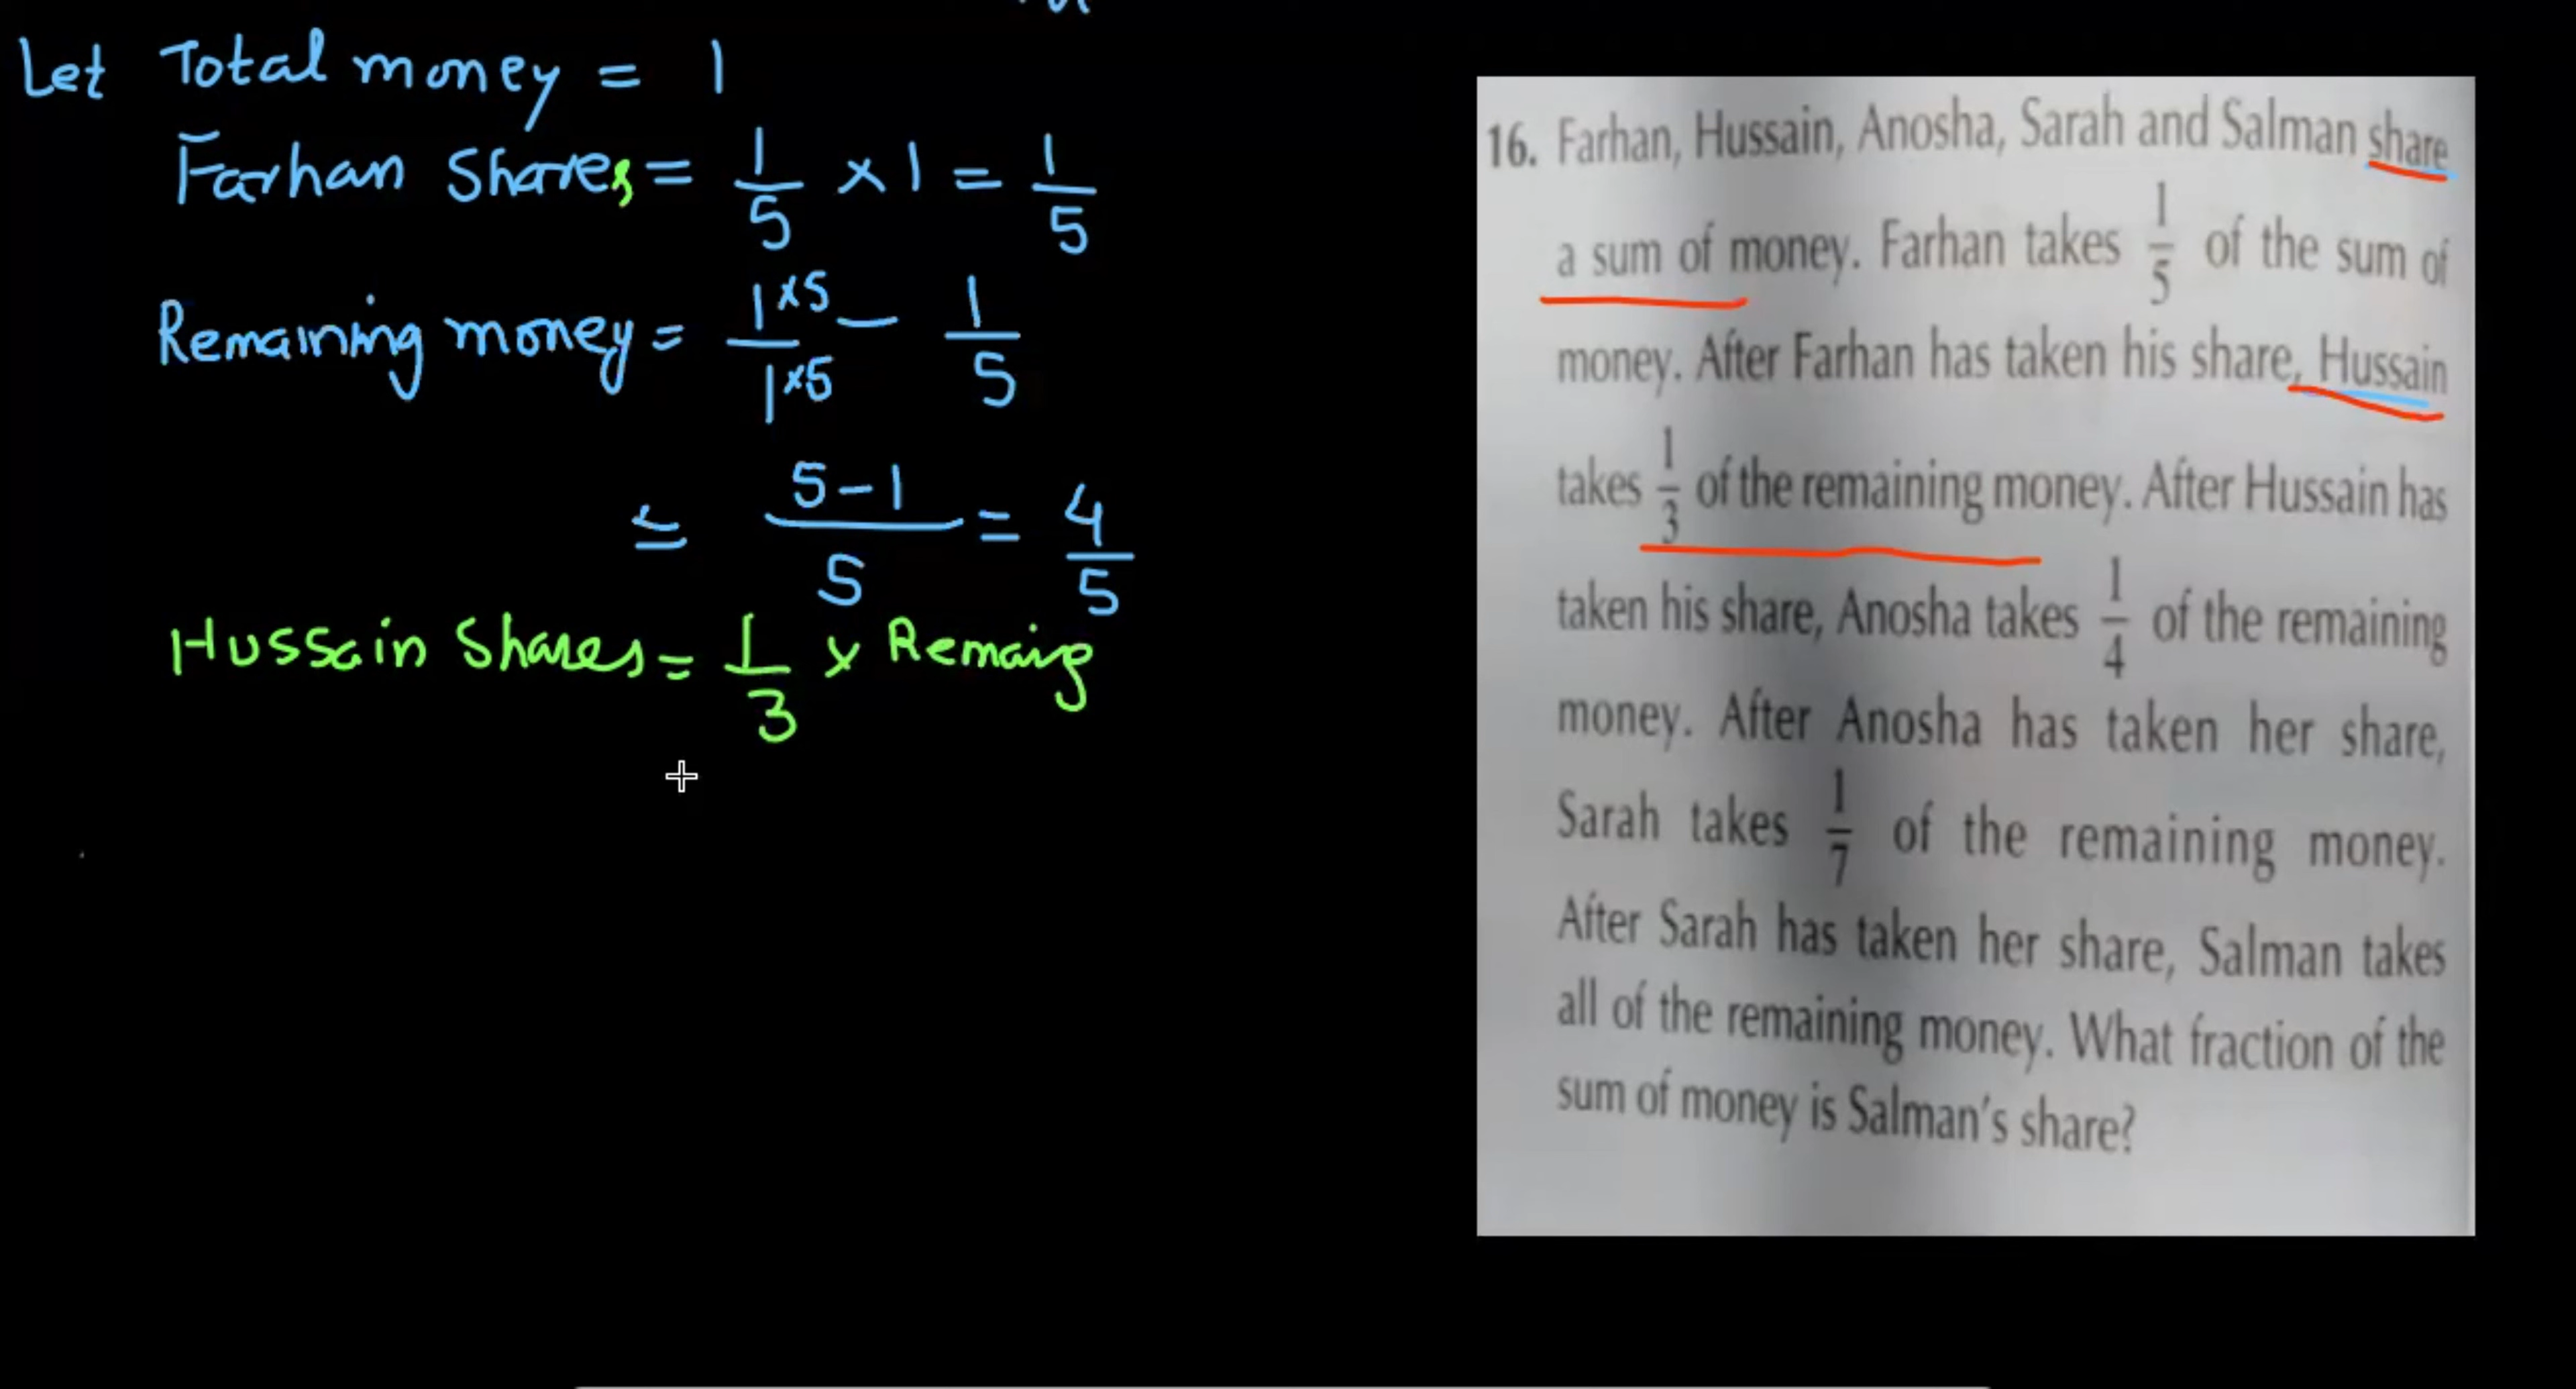 Let Total money = 1
Farhan Shares = 1/5 × 1 = 1/5
Remaining money = 1×5/1×5 - 1/5
= 5-1/5 = 4/5
Hussain Shares = 1/3 × Remaing
16. Farhan, Hussain, Anosha, Sarah and Salman share
a sum of money. Farhan takes 1/5 of the sum of
money. After Farhan has taken his share, Hussain
takes 1/3 of the remaining money. After Hussain has
taken his share, Anosha takes 1/4 of the remaining
money. After Anosha has taken her share,
Sarah takes 1/7 of the remaining money.
After Sarah has taken her share, Salman takes
all of the remaining money. What fraction of the
sum of money is Salman's share?